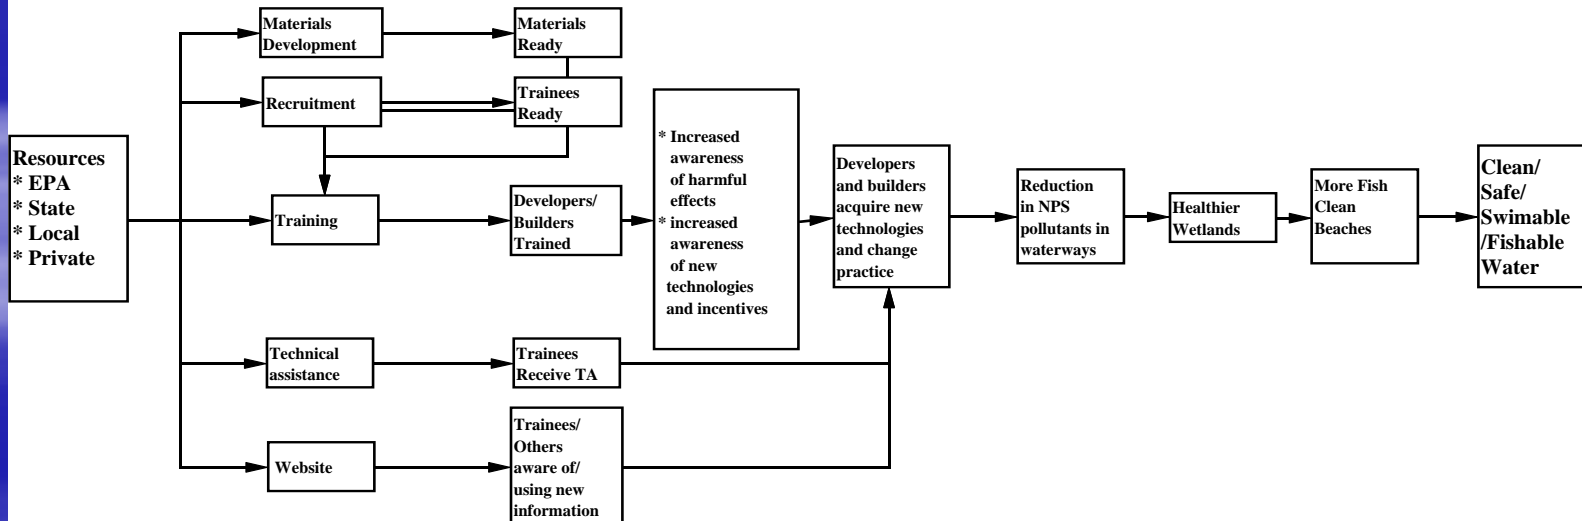 Resources
* EPA
* State
* Local
* Private
Materials
Development
Materials
Ready
Recruitment
Trainees
Ready
Training
Developers/
Builders
Trained
* Increased
awareness
of harmful
effects
* increased
awareness
of new
technologies
and incentives
Technical
assistance
Trainees
Receive TA
Website
Trainees/
Others
aware of/
using new
information
Developers
and builders
acquire new
technologies
and change
practice
Reduction
in NPS
pollutants in
waterways
Healthier
Wetlands
More Fish
Clean
Beaches
Clean/
Safe/
Swimable
/Fishable
Water